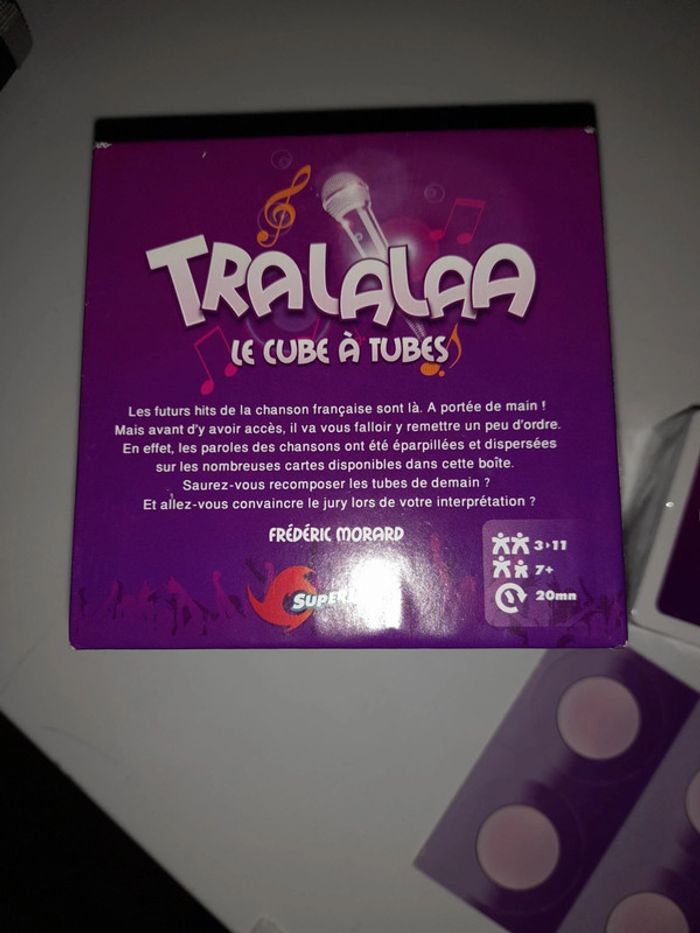 TRALALAA
LE CUBE À TUBES
Les futurs hits de la chanson française sont là. A portée de main !
Mais avant d'y avoir accès, il va vous falloir y remettre un peu d'ordre.
En effet, les paroles des chansons ont été éparpillées et dispersées
sur les nombreuses cartes disponibles dans cette boîte.
Saurez-vous recomposer les tubes de demain ?
Et allez-vous convaincre le jury lors de votre interprétation ?
FRÉDÉRIC MORARD
3>11
7+
20mn